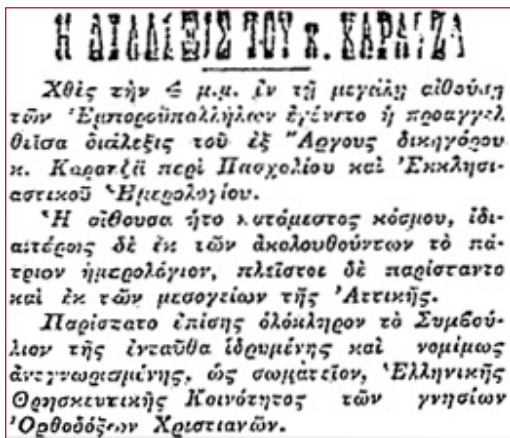 Η ΔΙΑΛΕΞΙΣ ΤΟΥ κ. ΚΑΡΑΤΖΑ
Χθὲς τὴν 4 μ.μ. ἐν τῇ μεγάλῃ αἰθούσῃ
τῶν Ἐμποροϋπαλλήλων ἐγένετο ἡ προαγγελ
θεῖσα διάλεξις τοῦ ἐξ Ἄργους δικηγόρου
κ. Καρατζᾶ περὶ Πασχαλίου καὶ Ἐκκλησι-
αστικοῦ Ἡμερολογίου.
Ἡ αἴθουσα ἦτο κατάμεστος κόσμου, ἰδι-
αιτέρως δὲ ἐκ τῶν ἀκολουθούντων τὸ πά-
τριον ἡμερολόγιον, πλεῖστοι δὲ παρίσταντο
καὶ ἐκ τῶν μεσογείων τῆς Ἀττικῆς.
Παρίστατο ἐπίσης ὁλόκληρον τὸ Συμβού-
λιον τῆς ἐνταῦθα ἱδρυμένης καὶ νομίμως
ἀνεγνωρισμένης, ὡς σωματεῖον, Ἑλληνικῆς
Θρησκευτικῆς Κοινότητος τῶν γνησίων
Ὀρθοδόξων Χριστιανῶν.